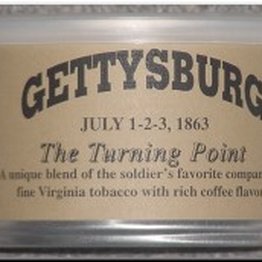 GETTYSBURG
JULY 1-2-3, 1863
The Turning Point
A unique blend of the soldier's favorite
fine Virginia tobacco with rich coffee